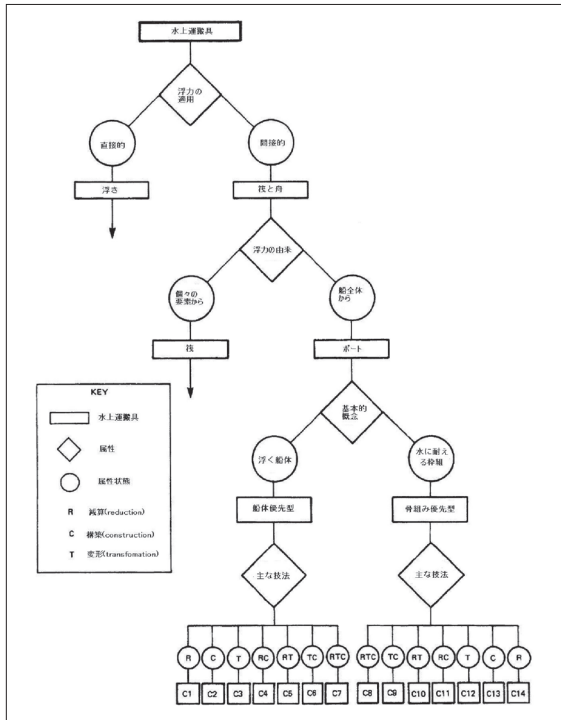 水上運搬具
浮力の
適用
直接的
間接的
浮き
筏と舟
浮力の由来
個々の
要素から
船全体
から
筏
ボート
KEY
水上運搬具
属性
属性状態
R 減算(reduction)
C 構築(construction)
T 変形(transfomation)
基本的
概念
浮く船体
水に耐え
る枠組
船体優先型
骨組み優先型
主な技法
主な技法
R C T RC RT TC RTC RTC TC RT RC T C R
C1 C2 C3 C4 C5 C6 C7 C8 C9 C10 C11 C12 C13 C14